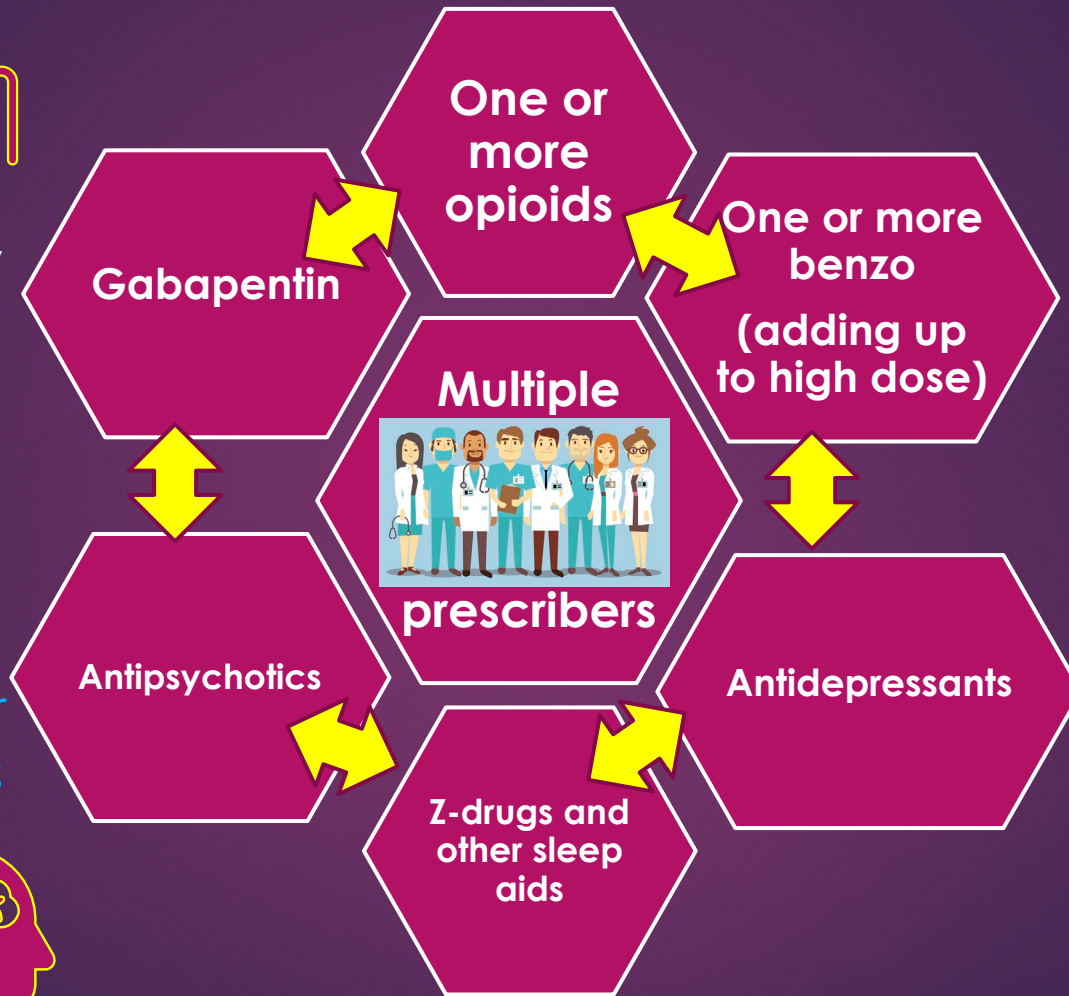 One or
more
opioids
One or more
benzo
(adding up
to high dose)
Gabapentin
Multiple
prescribers
Antipsychotics
Antidepressants
Z-drugs and
other sleep
aids